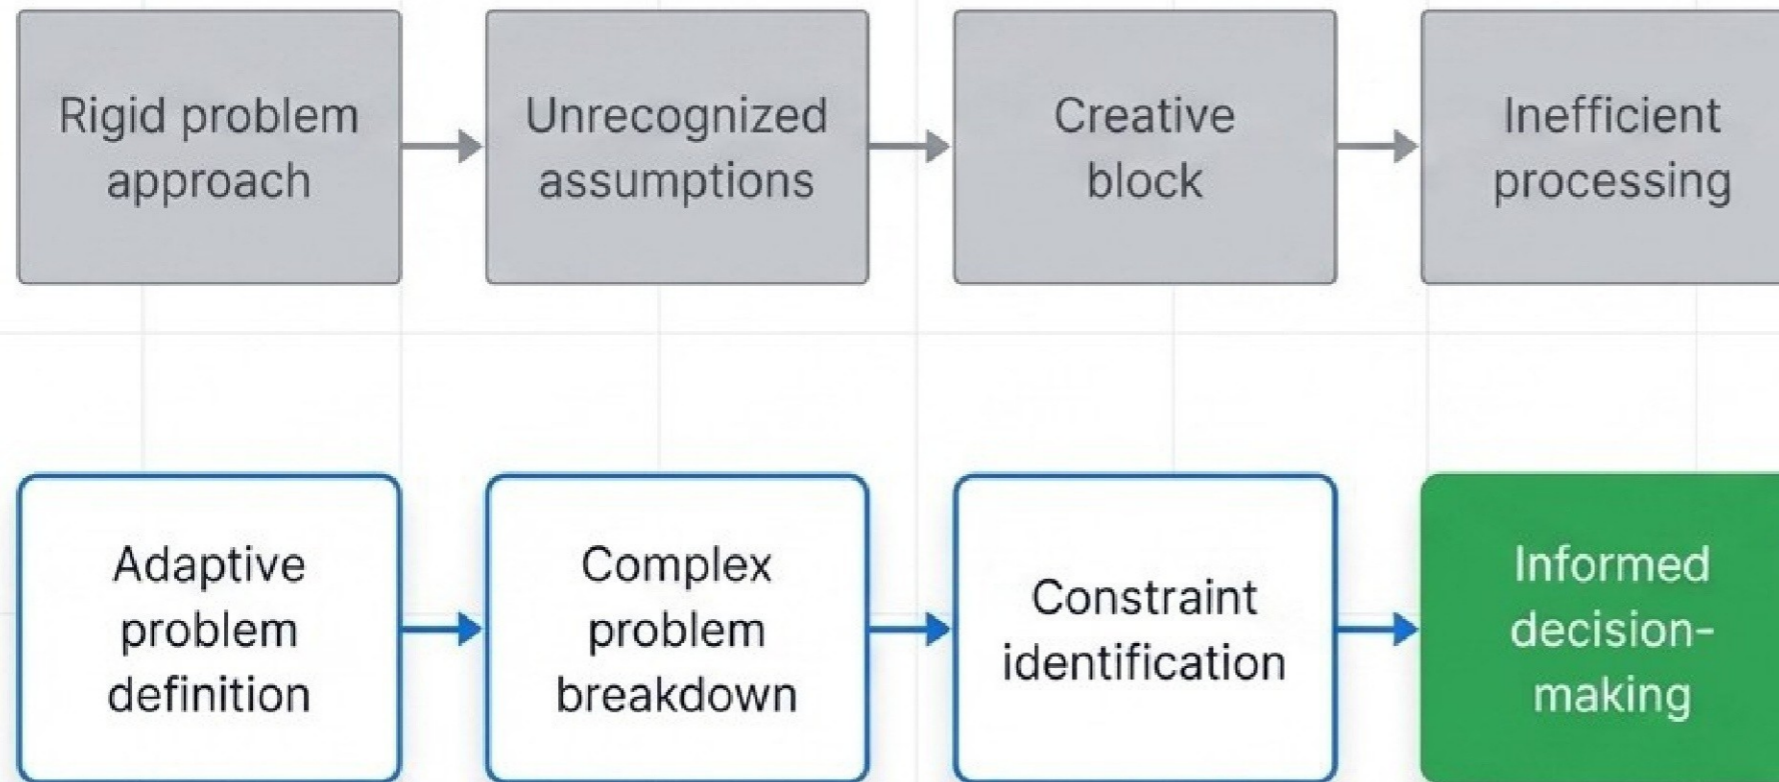 Rigid problem
approach
Unrecognized
assumptions
Creative
block
Inefficient
processing
Adaptive
problem
definition
Complex
problem
breakdown
Constraint
identification
Informed
decision-
making